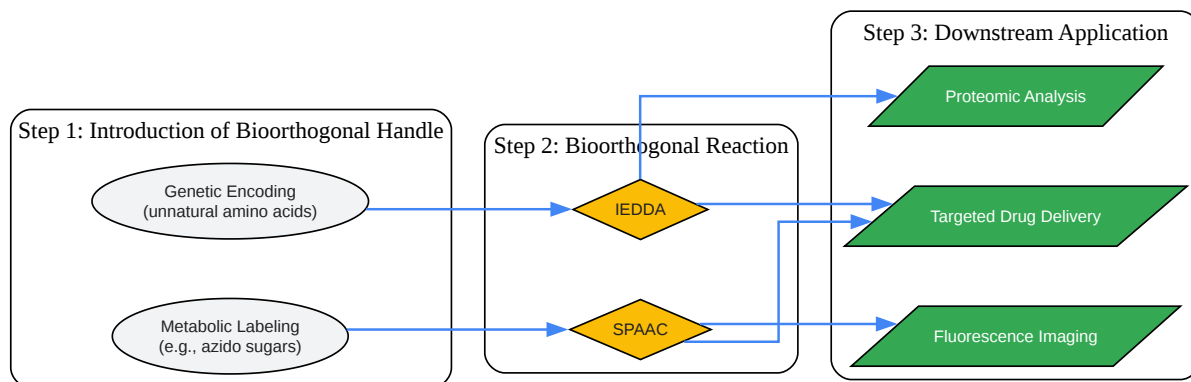 Step 1: Introduction of Bioorthogonal Handle
Genetic Encoding
(unnatural amino acids)
Metabolic Labeling
(e.g., azido sugars)
Step 2: Bioorthogonal Reaction
IEDDA
SPAAC
Step 3: Downstream Application
Proteomic Analysis
Targeted Drug Delivery
Fluorescence Imaging